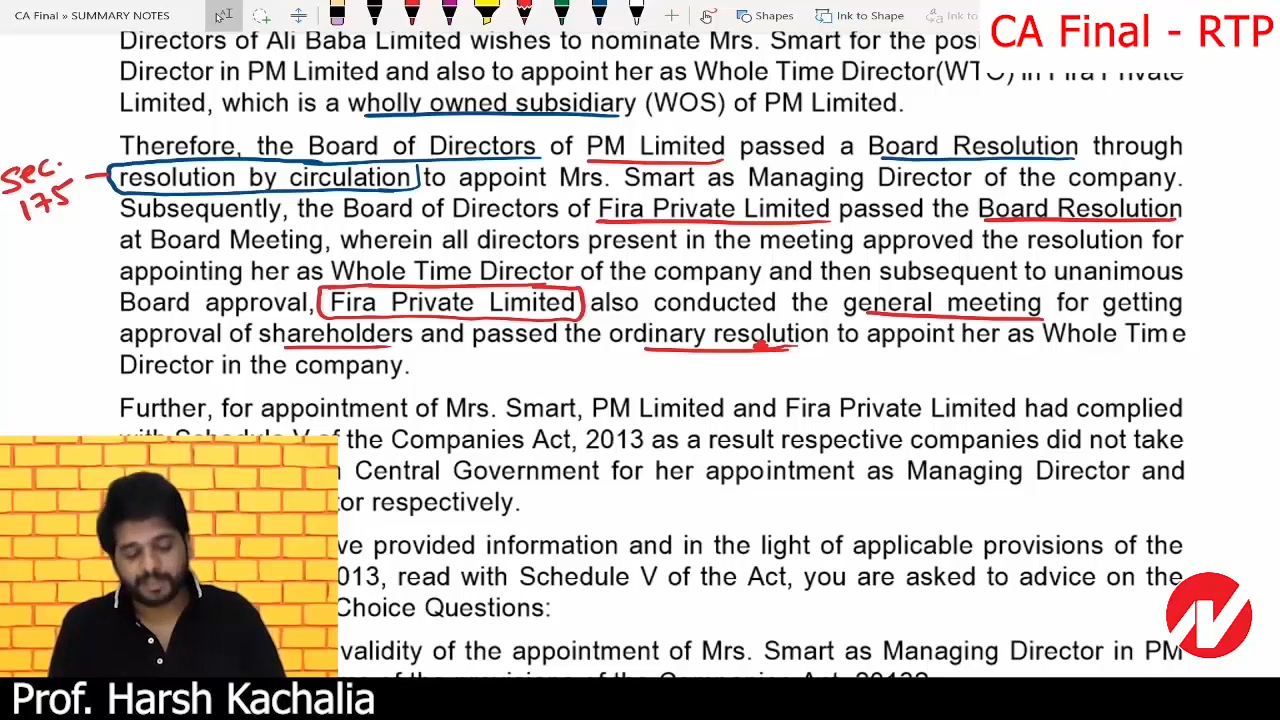 CA Final » SUMMARY NOTES
Shapes
Ink to Shape
Ink to
CA Final - RTP
Directors of Ali Baba Limited wishes to nominate Mrs. Smart for the
Director in PM Limited and also to appoint her as Whole Time Director(WT
Limited, which is a wholly owned subsidiary (WOS) of PM Limited.
Therefore, the Board of Directors of PM Limited passed a Board Resolution through
resolution by circulation to appoint Mrs. Smart as Managing Director of the company.
sec. 175
Subsequently, the Board of Directors of Fira Private Limited passed the Board Resolution
at Board Meeting, wherein all directors present in the meeting approved the resolution for
appointing her as Whole Time Director of the company and then subsequent to unanimous
Board approval, Fira Private Limited also conducted the general meeting for getting
approval of shareholders and passed the ordinary resolution to appoint her as Whole Time
Director in the company.
Further, for appointment of Mrs. Smart, PM Limited and Fira Private Limited had complied
of the Companies Act, 2013 as a result respective companies did not take
Central Government for her appointment as Managing Director and
respectively.
provided information and in the light of applicable provisions of the
013, read with Schedule V of the Act, you are asked to advice on the
Choice Questions:
validity of the appointment of Mrs. Smart as Managing Director in PM
Prof. Harsh Kachalia